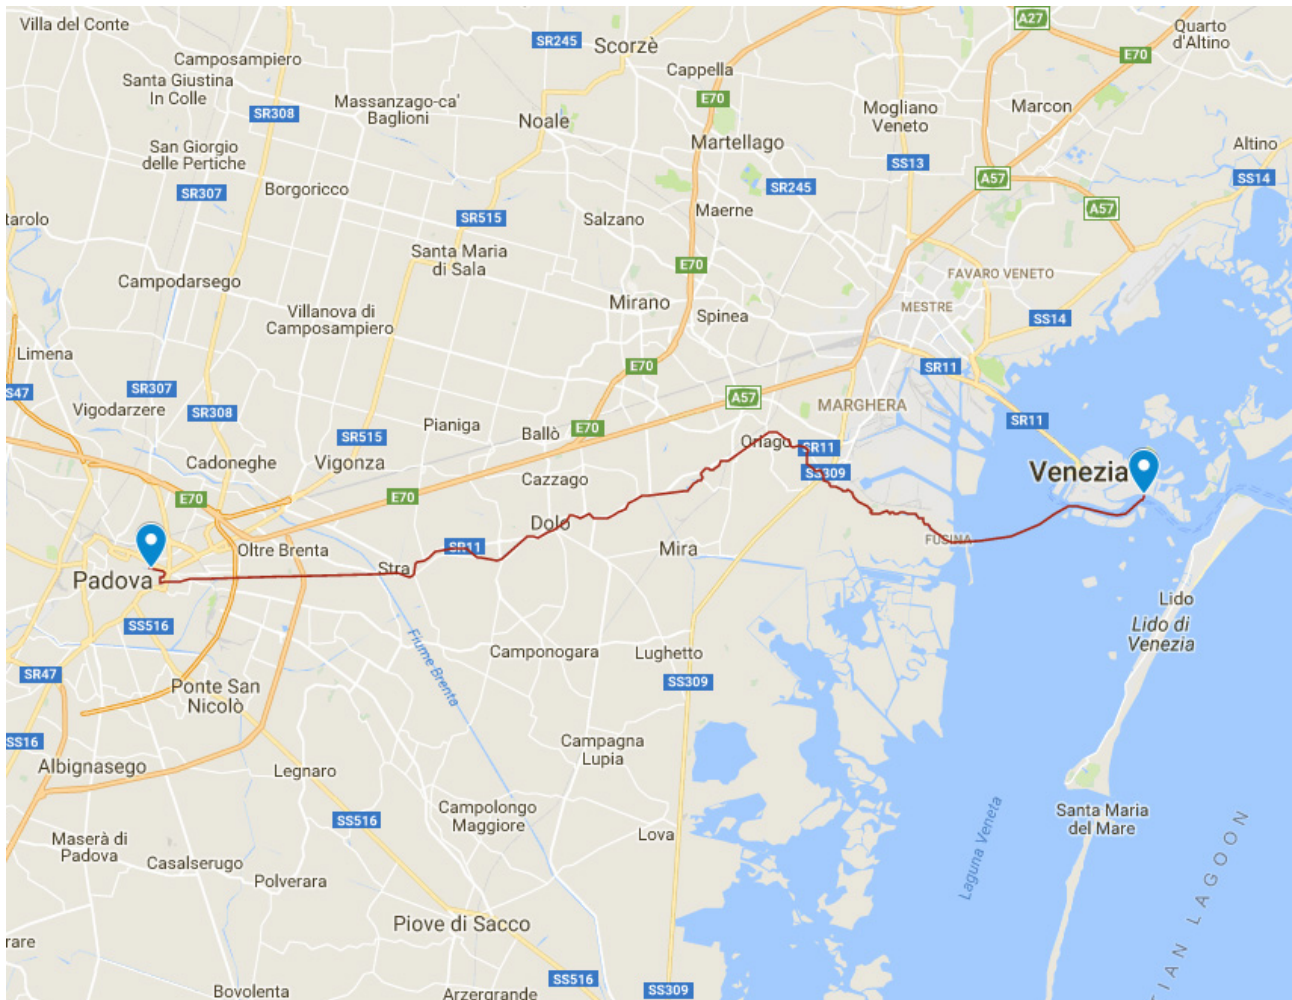 Villa del Conte
SR245
Scorzè
A27
Quarto
d'Altino
Camposampiero
Cappella
E70
Santa Giustina
In Colle
Massanzago-ca'
Baglioni
E70
Mogliano
Veneto
Marcon
SR308
Noale
San Giorgio
delle Pertiche
Martellago
Altino
SS13
SR307
Borgoricco
SR245
A57
SS14
tarolo
SR515
Salzano
Maerne
A57
Santa Maria
di Sala
E70
FAVARO VENETO
Campodarsego
Mirano
MESTRE
Villanova di
Camposampiero
Spinea
SS14
Limena
E70
SR11
SR307
S47
A57
Vigodarzere
SR308
MARGHERA
Pianiga
Ballò
E70
SR11
SR515
Oriago
SR11
Cadoneghe
Vigonza
SS309
Venezia
Cazzago
E70
E70
Dolo
Oltre Brenta
SR11
Mira
FUSINA
Stra
Padova
Lido
SS516
Lido di
Venezia
Fiume Brenta
Camponogara
Lughetto
SR47
Ponte San
Nicolò
SS309
SS16
Campagna
Lupia
Albignasego
Legnaro
Campolongo
Maggiore
Santa Maria
del Mare
SS516
Lova
Maserà di
Padova
Casalserugo
Laguna Veneta
Polverara
Piove di Sacco
TIAN LAGOON
rare
SS516
Bovolenta
Arzergrande
SS309